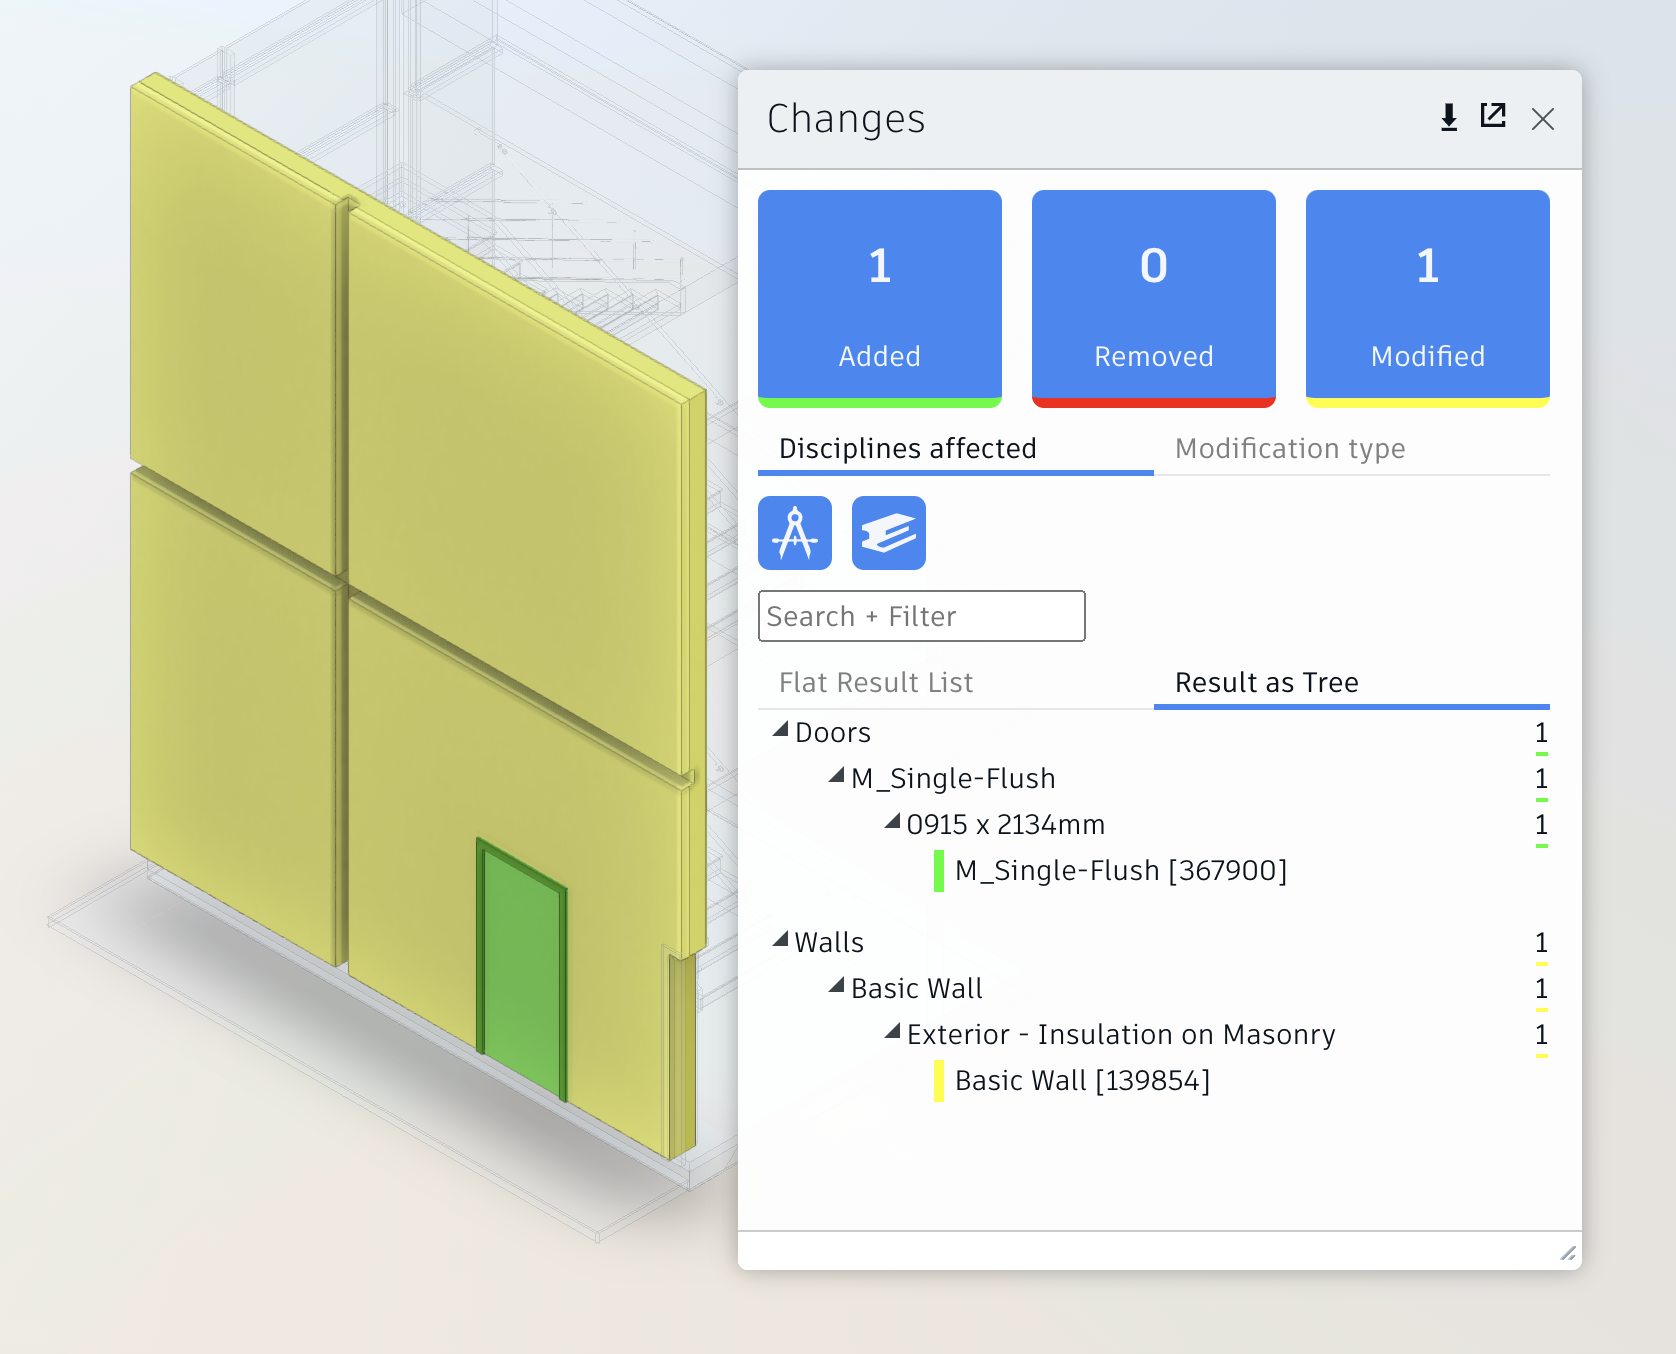 Changes
1
Added
0
Removed
1
Modified
Disciplines affected
Modification type
Search + Filter
Flat Result List
Result as Tree
Doors 1
M_Single-Flush 1
0915 x 2134mm 1
M_Single-Flush [367900]
Walls 1
Basic Wall 1
Exterior - Insulation on Masonry 1
Basic Wall [139854]